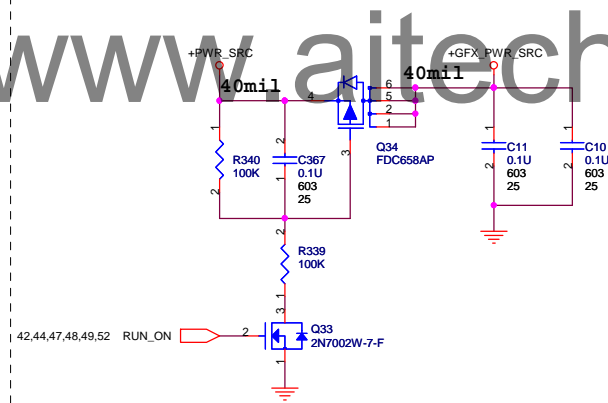 www.aitech
+PWR_SRC
+GFX_PWR_SRC
40mil
40mil
4
6
5
2
1
3
Q34
FDC658AP
1
R340
100K
2
2
C367
0.1U
603
25
1
1
C11
0.1U
603
25
2
1
C10
0.1U
603
25
2
2
R339
100K
1
3
Q33
2N7002W-7-F
2
1
42,44,47,48,49,52 RUN_ON